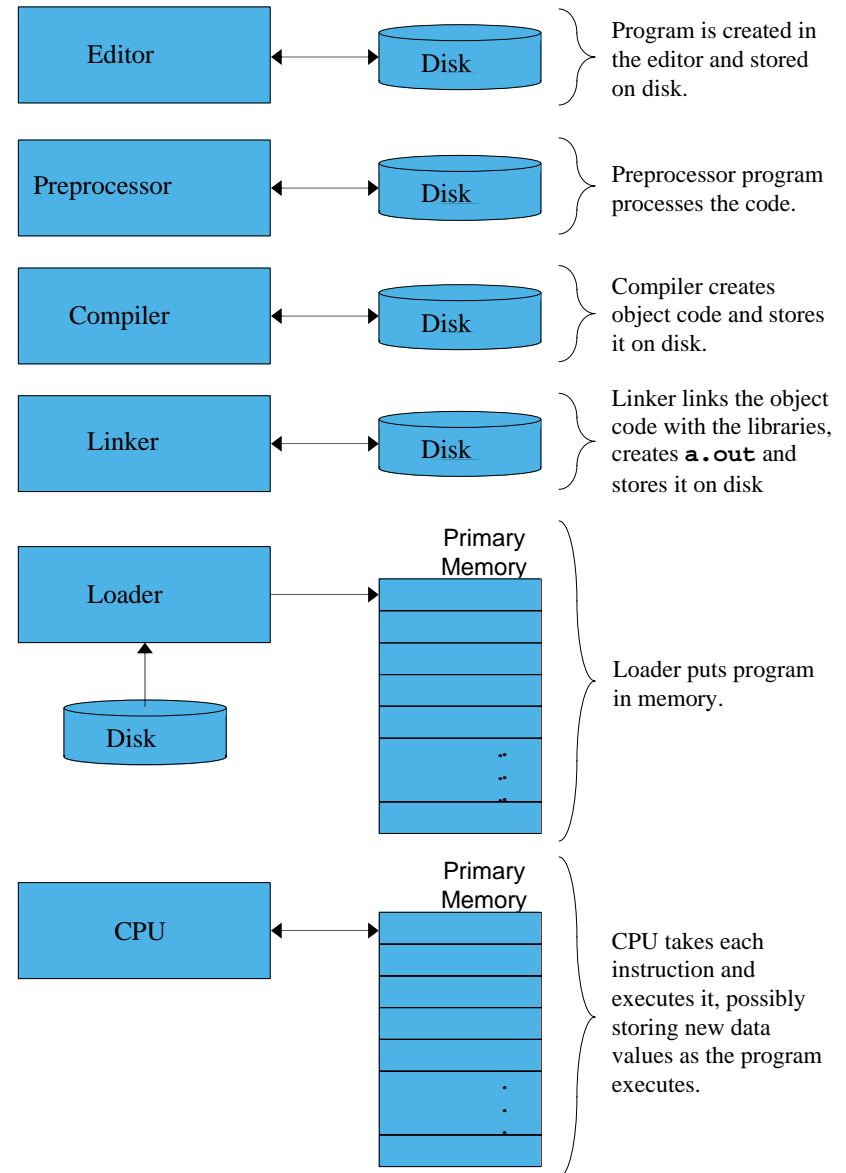 Editor
Disk
Program is created in
the editor and stored
on disk.
Preprocessor
Disk
Preprocessor program
processes the code.
Compiler
Disk
Compiler creates
object code and stores
it on disk.
Linker
Disk
Linker links the object
code with the libraries,
creates a.out and
stores it on disk
Loader
Disk
Primary
Memory
Loader puts program
in memory.
CPU
Primary
Memory
CPU takes each
instruction and
executes it, possibly
storing new data
values as the program
executes.